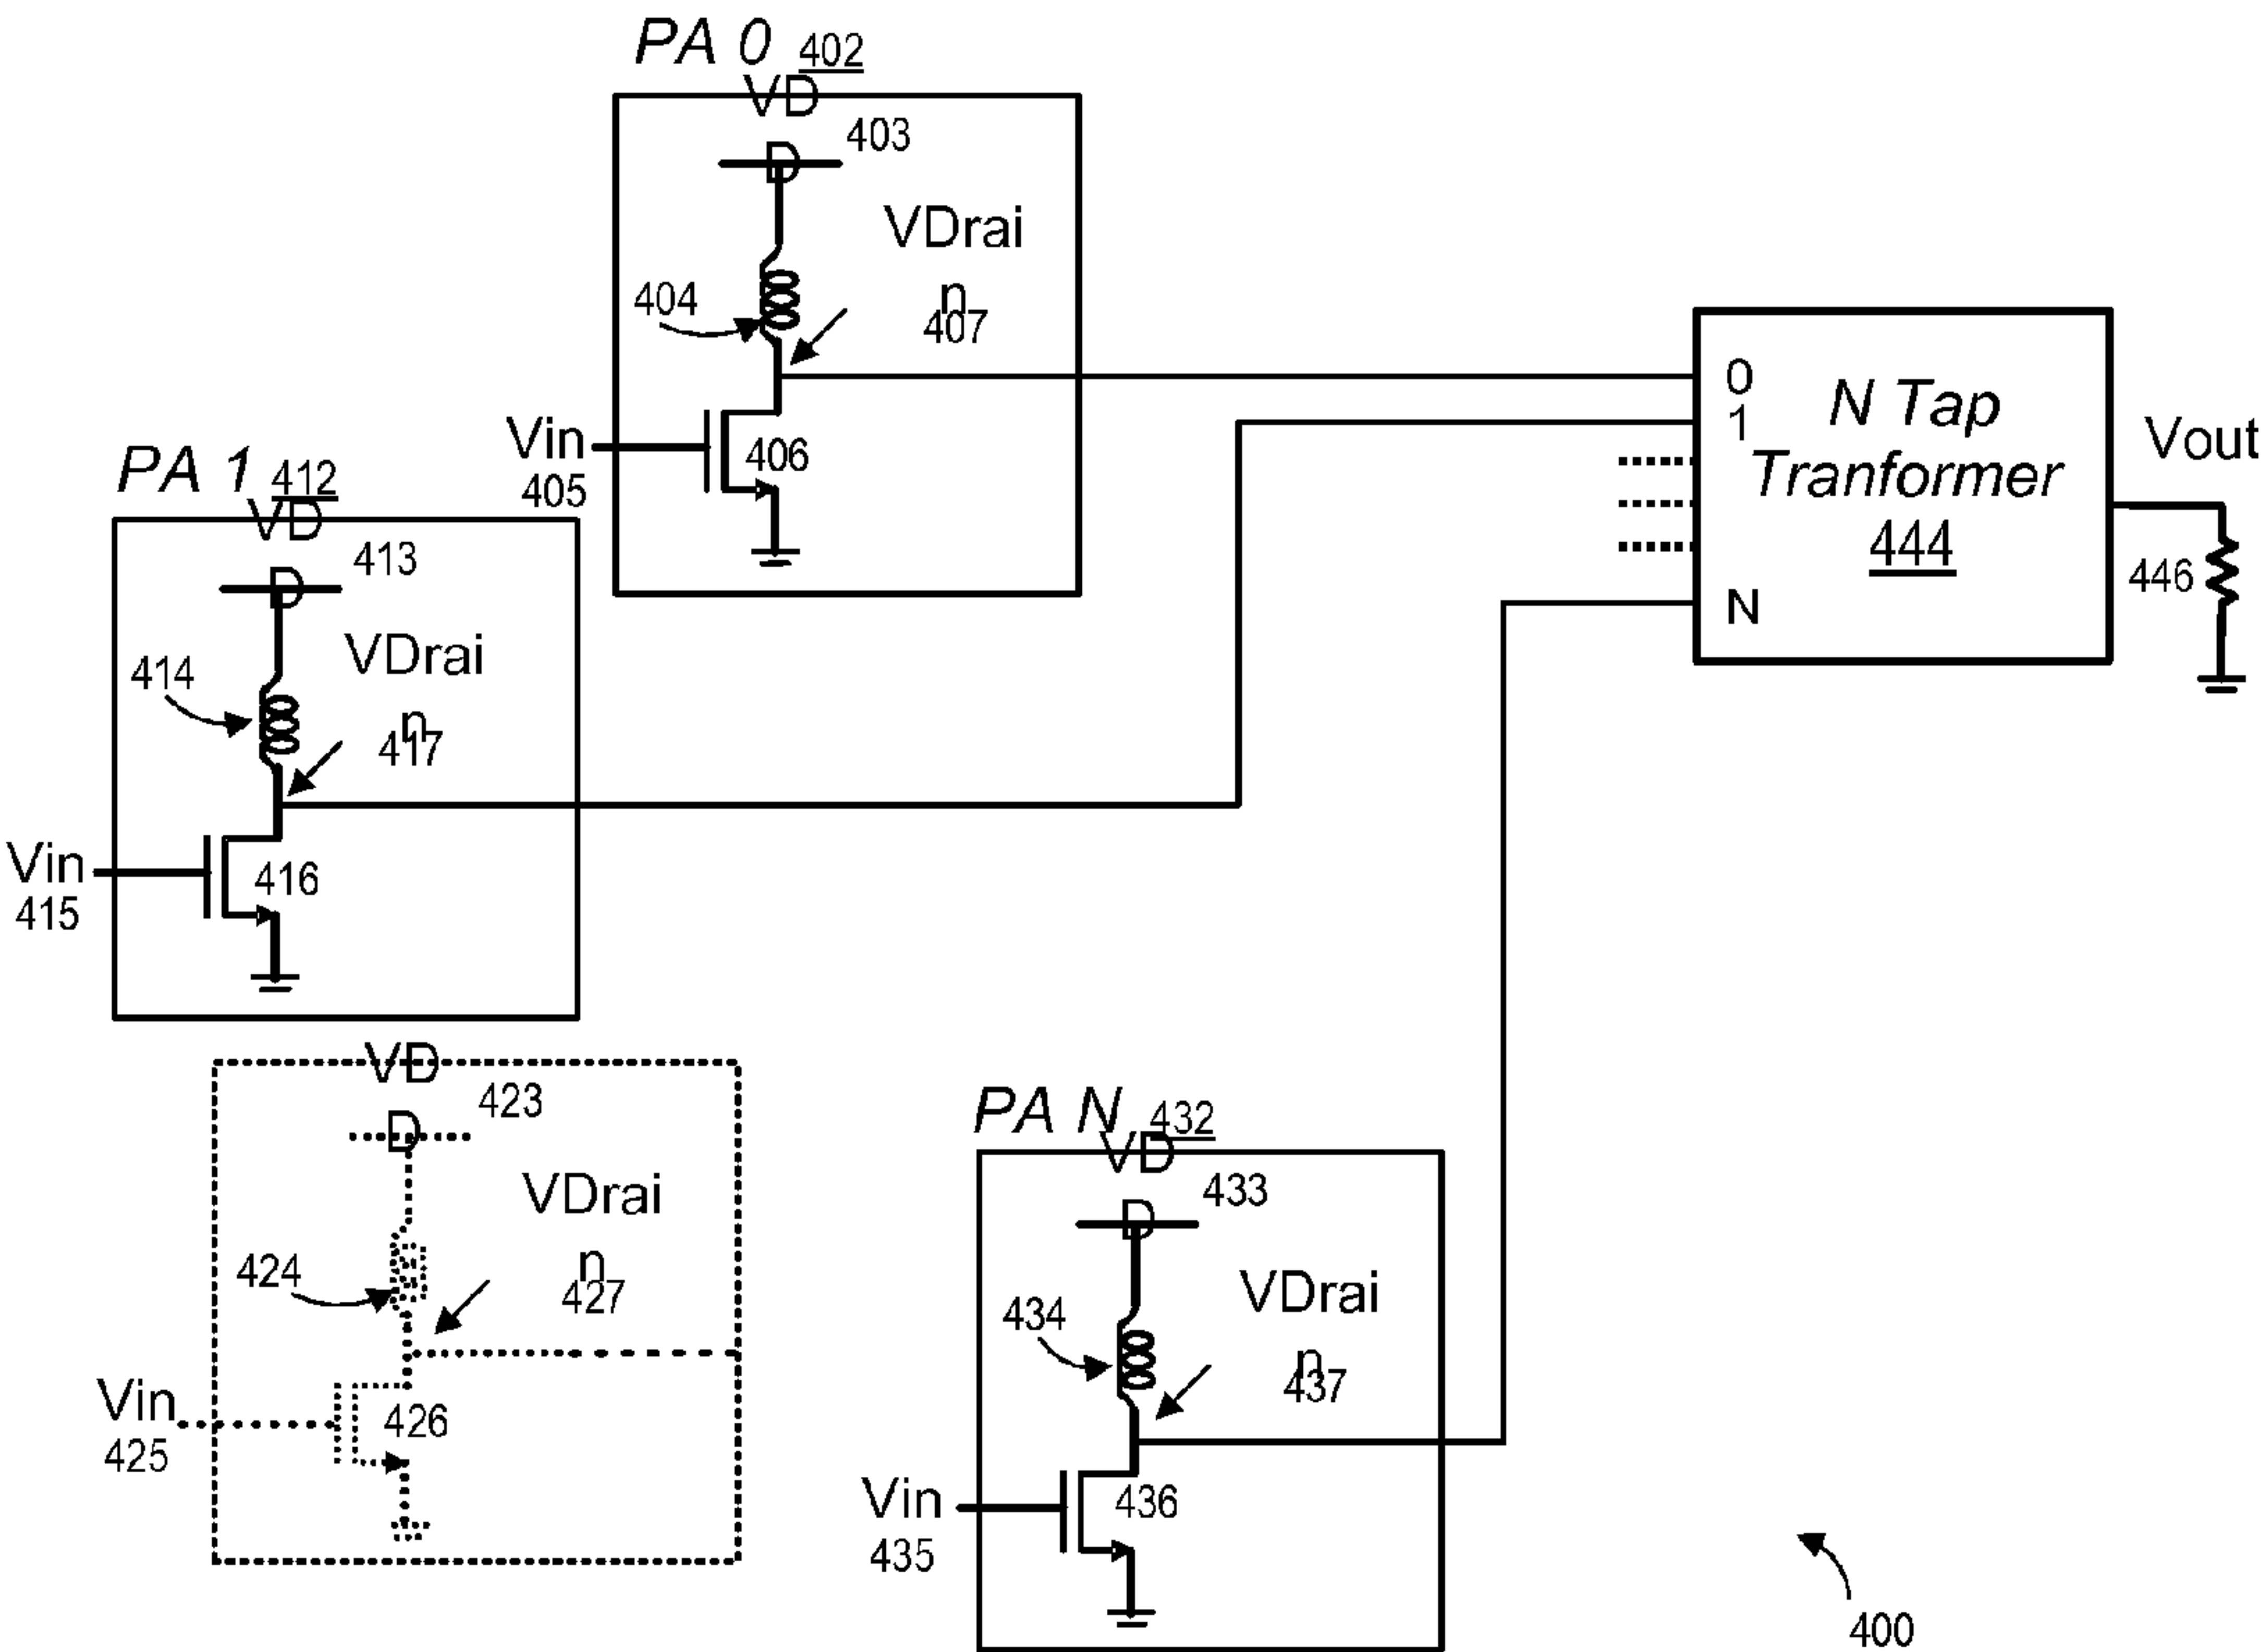 PA 0 402
VD
D
403
VDrai
n
404
407
Vin
405
406
0
1
N
N Tap
Tranformer
444
Vout
446
PA 1 412
VD
D
413
VDrai
n
414
417
Vin
415
416
VD
D
423
VDrai
n
424
427
Vin
425
426
PA N 432
VD
D
433
VDrai
n
434
437
Vin
435
436
400